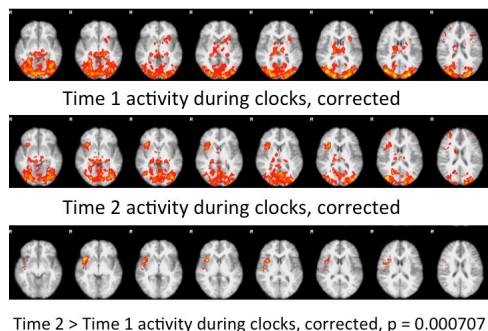 Time 1 activity during clocks, corrected
Time 2 activity during clocks, corrected
Time 2 > Time 1 activity during clocks, corrected, p = 0.000707